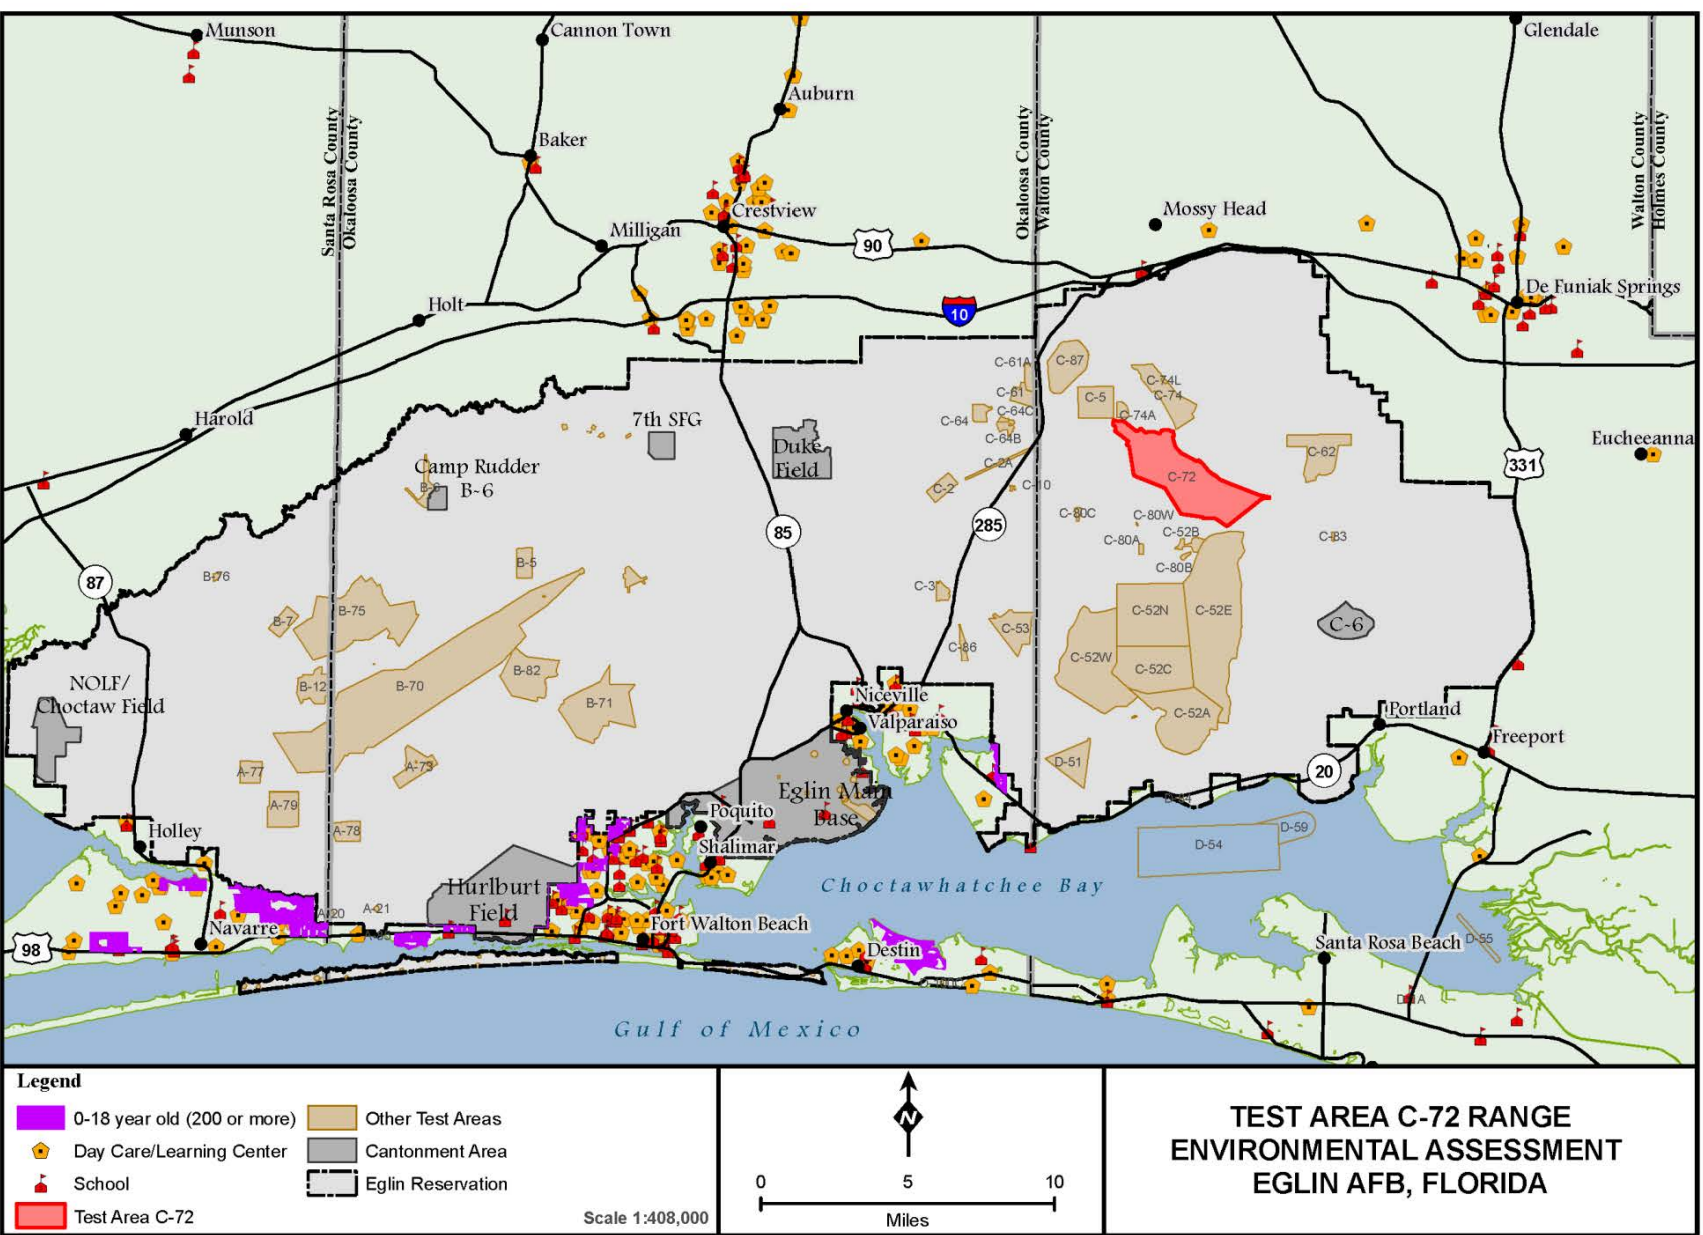 Munson
Cannon Town
Glendale
Auburn
Santa Rosa County
Okaloosa County
Okaloosa County
Walton County
Walton County
Holmes County
Baker
Crestview
Mossy Head
Milligan
90
De Funiak Springs
Holt
10
C-61A
C-87
C-61
C-5
C-74L
C-74
C-64
C-64C
C-74A
C-64B
Harold
7th SFG
Duke
Field
Eucheeanna
C-62
331
Camp Rudder
B~6
B-6
C-2A
C-2
C-10
C-72
C-80C
C-80W
285
85
C-80A
C-52B
C-83
C-80B
87
B-76
B-5
C-3
B-7
B-75
C-52N
C-52E
C-53
C~6
C-86
C-52W
C-52C
B-12
B-70
B-82
B-71
NOLF/
Choctaw Field
Niceville
Valparaiso
C-52A
Portland
Freeport
A-77
A-73
D-51
20
A-79
Eglin Main
Base
Poquito
D-59
Holley
A-78
Shalimar
D-54
Choctawhatchee Bay
Hurlburt
Field
A-20
A-21
Navarre
Fort Walton Beach
98
Destin
Santa Rosa Beach
D-55
Gulf of Mexico
Legend
0-18 year old (200 or more)
Day Care/Learning Center
School
Test Area C-72
Other Test Areas
Cantonment Area
Eglin Reservation
Scale 1:408,000
N
0 5 10
Miles
TEST AREA C-72 RANGE
ENVIRONMENTAL ASSESSMENT
EGLIN AFB, FLORIDA